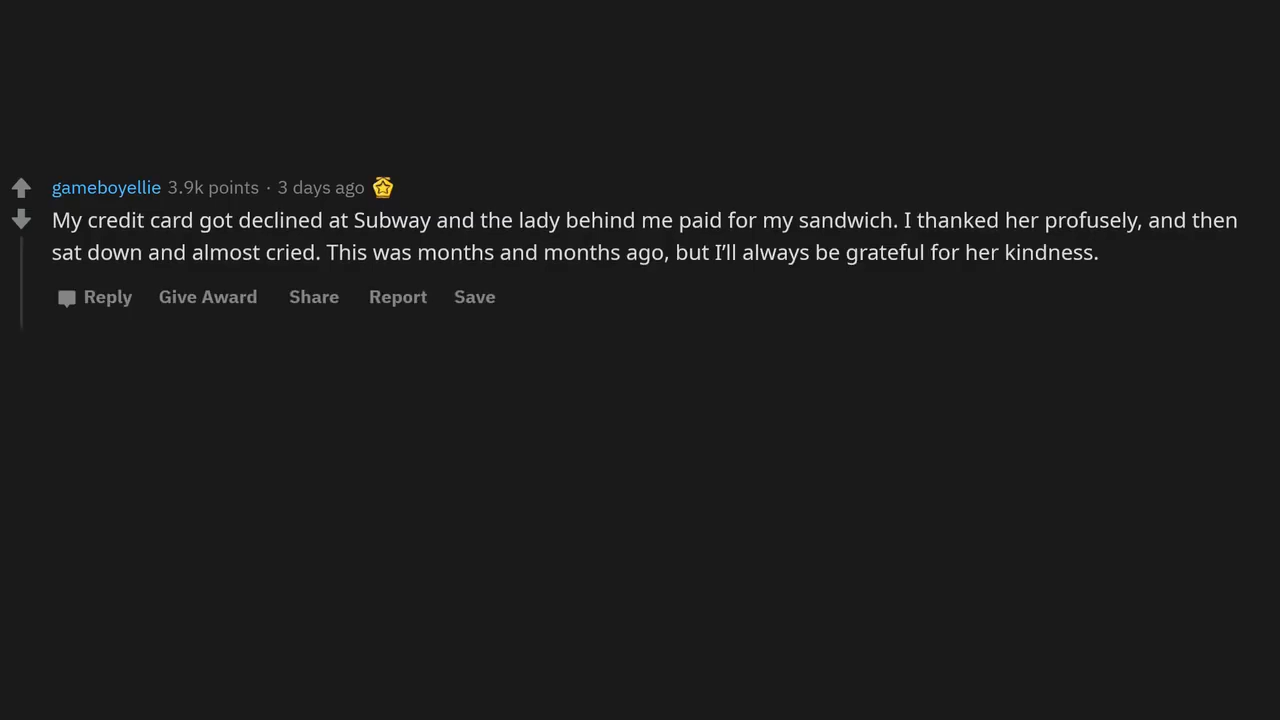 gameboyellie 3.9k points · 3 days ago
My credit card got declined at Subway and the lady behind me paid for my sandwich. I thanked her profusely, and then
sat down and almost cried. This was months and months ago, but I’ll always be grateful for her kindness.
Reply Give Award Share Report Save